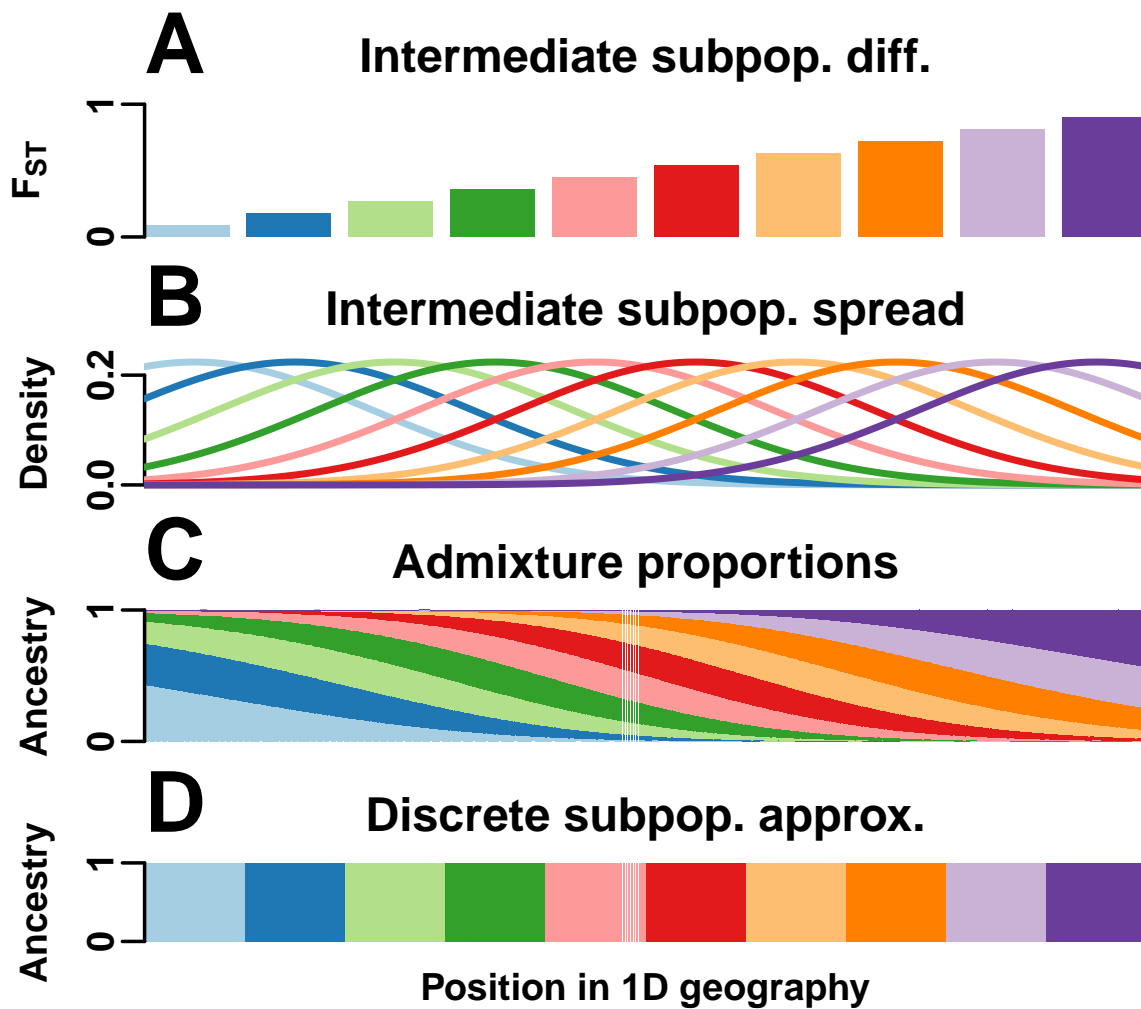 A
Intermediate subpop. diff.
1
FST
0
B
Intermediate subpop. spread
0.2
Density
0.0
C
Admixture proportions
1
Ancestry
0
D
Discrete subpop. approx.
1
Ancestry
0
Position in 1D geography